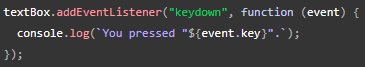 textBox.addEventListener("keydown", function (event) {
  console.log(`You pressed "${event.key}".`);
});